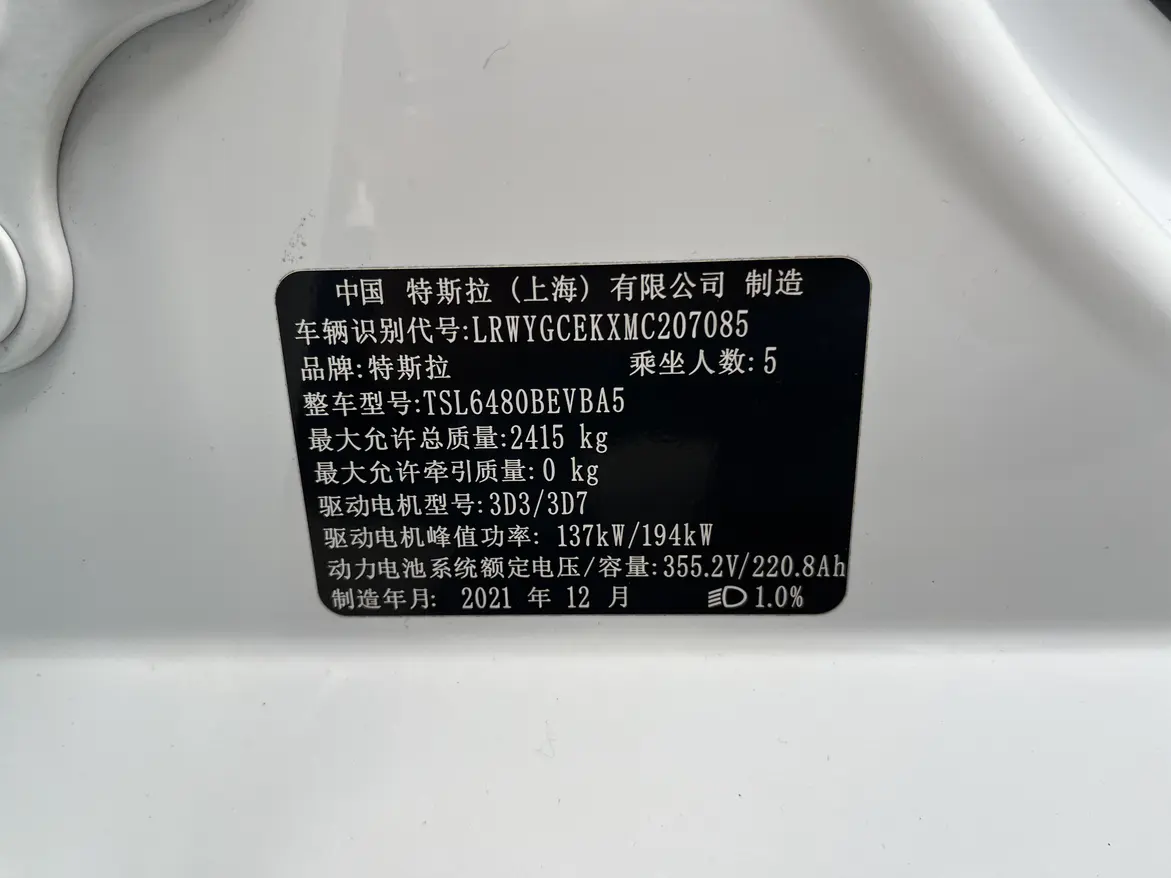 中国 特斯拉（上海）有限公司 制造
车辆识别代号:LRWYGCEKXMC207085
品牌:特斯拉 乘坐人数:5
整车型号:TSL6480BEVBA5
最大允许总质量:2415 kg
最大允许牵引质量:0 kg
驱动电机型号:3D3/3D7
驱动电机峰值功率: 137kW/194kW
动力电池系统额定电压/容量:355.2V/220.8Ah
制造年月: 2021 年 12 月 1.0%